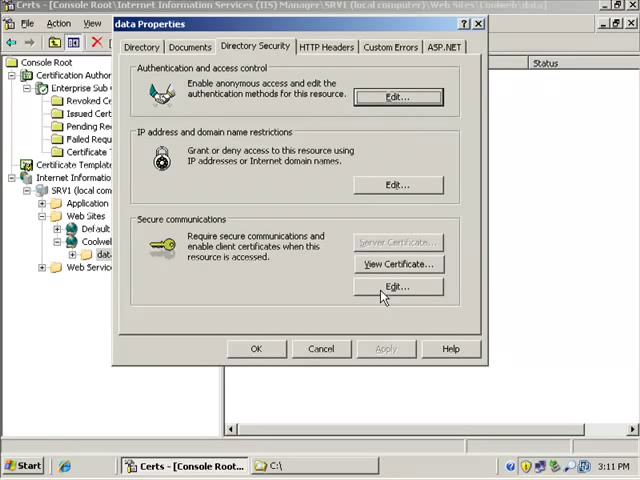 Certs - [Console Root\Internet Information Services (IIS) Manager\SRV1 (local computer)\Web Sites\Coolweb\data]
File Action View
data Properties
Directory Documents Directory Security HTTP Headers Custom Errors ASP.NET
Authentication and access control
Enable anonymous access and edit the
authentication methods for this resource.
Edit...
IP address and domain name restrictions
Grant or deny access to this resource using
IP addresses or Internet domain names.
Edit...
Secure communications
Require secure communications and
enable client certificates when this
resource is accessed.
Server Certificate...
View Certificate...
Edit...
OK Cancel Apply Help
Console Root
Certification Author
Enterprise Sub
Revoked C
Issued Cert
Pending Re
Failed Requ
Certificate
Certificate Template
Internet Informatio
SRV1 (local com
Application
Web Sites
Default
Coolwe
data
Web Servic
Status
Start
Certs - [Console Root...
C:\
3:11 PM